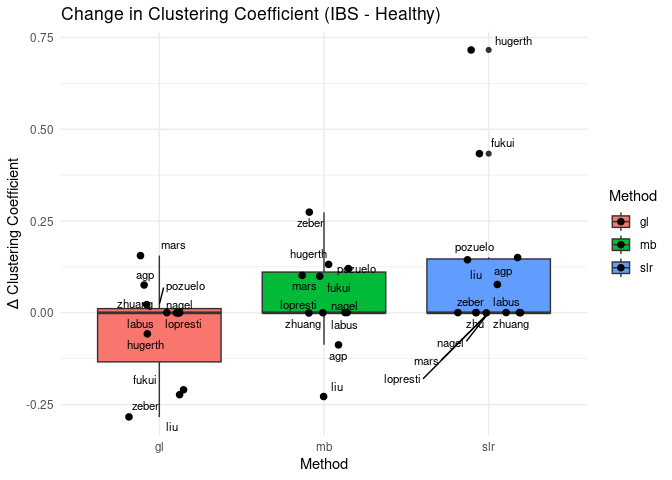 Change in Clustering Coefficient (IBS - Healthy)
Δ Clustering Coefficient
0.75
0.50
0.25
0.00
-0.25
mars
agp
pozuelo
zhuang
nagel
labus
lopresti
hugerth
fukui
zeber
liu
zeber
hugerth
pozuelo
mars
fukui
lopresti
nagel
zhuang
labus
agp
liu
hugerth
fukui
pozuelo
liu
agp
zeber
labus
zhu
zhuang
nagel
mars
lopresti
gl
mb
slr
Method
Method
gl
mb
slr